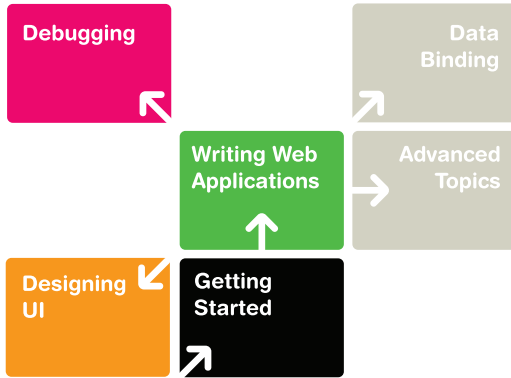 Debugging
Data
Binding
Writing Web
Applications
Advanced
Topics
Designing
UI
Getting
Started